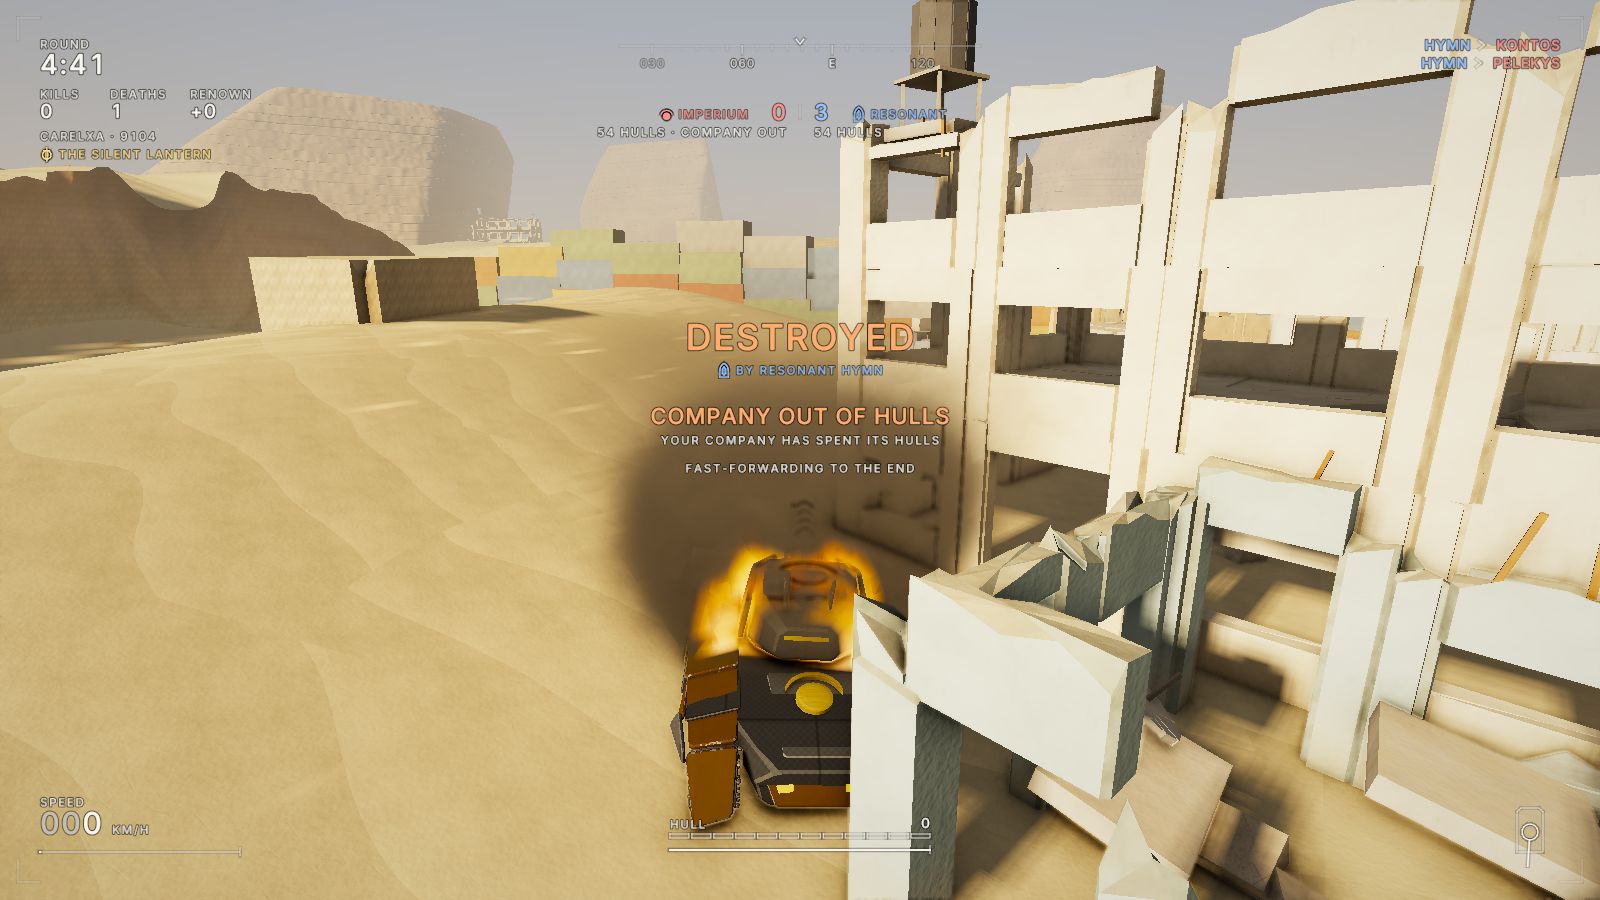 ROUND
4:41
KILLS DEATHS RENOWN
0 1 +0
CARELXA · 9104
THE SILENT LANTERN
030 060 E 120
IMPERIUM 0 3 RESONANT
54 HULLS · COMPANY OUT 54 HULLS
HYMN > KONTOS
HYMN > PELEKYS
DESTROYED
BY RESONANT HYMN
COMPANY OUT OF HULLS
YOUR COMPANY HAS SPENT ITS HULLS
FAST-FORWARDING TO THE END
SPEED
000 KM/H
HULL 0